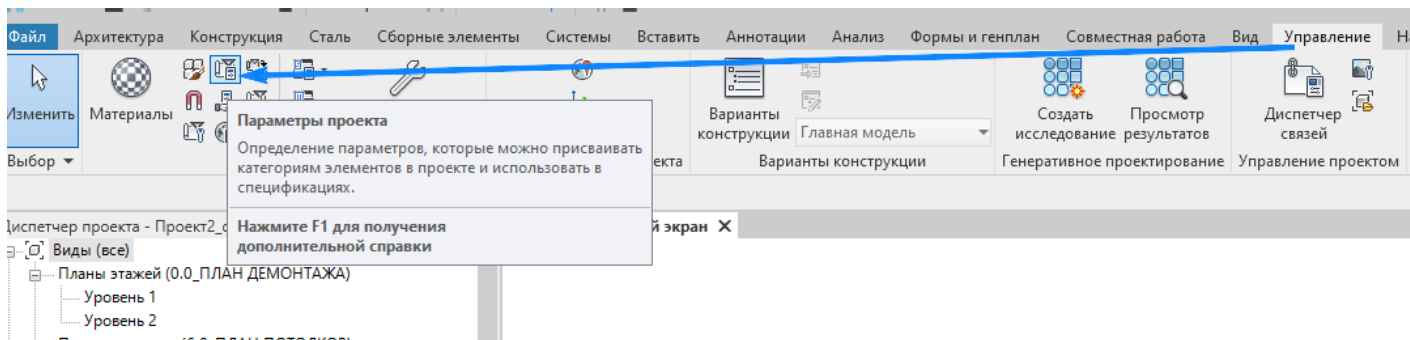 Файл Архитектура Конструкция Сталь Сборные элементы Системы Вставить Аннотации Анализ Формы и генплан Совместная работа Вид Управление
Изменить
Материалы
Варианты
конструкции
Главная модель
Создать
исследование
Просмотр
результатов
Диспетчер
связей
Выбор
Варианты конструкции
Генеративное проектирование
Управление проектом
Параметры проекта
Определение параметров, которые можно присваивать
категориям элементов в проекте и использовать в
спецификациях.
Нажмите F1 для получения
дополнительной справки
Диспетчер проекта - Проект2_
экран
Виды (все)
Планы этажей (0.0_ПЛАН ДЕМОНТАЖА)
Уровень 1
Уровень 2